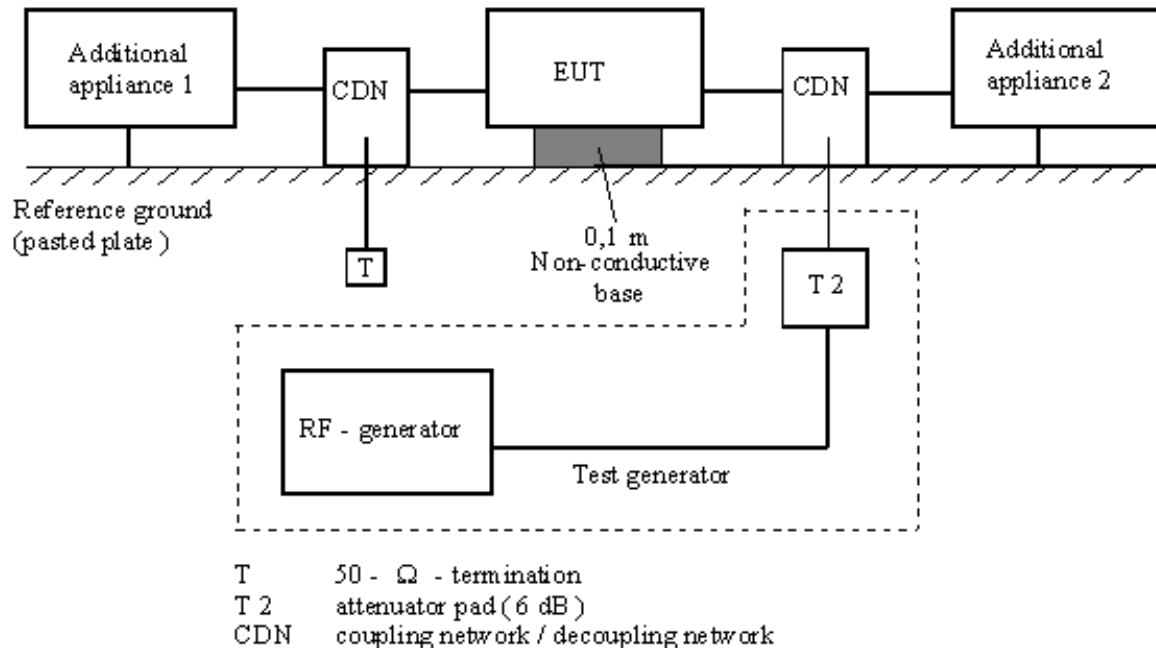 Additional
appliance 1
CDN
EUT
CDN
Additional
appliance 2
Reference ground
(pasted plate )
T
0,1 m
Non-conductive
base
T 2
RF - generator
Test generator
T 50 - Ω - termination
T 2 attenuator pad ( 6 dB )
CDN coupling network / decoupling network